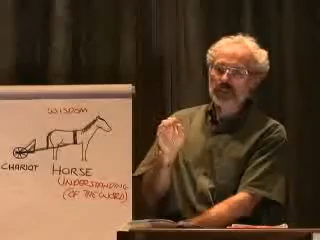 WISDOM
CHARIOT HORSE
UNDERSTANDING
(OF THE WORD)